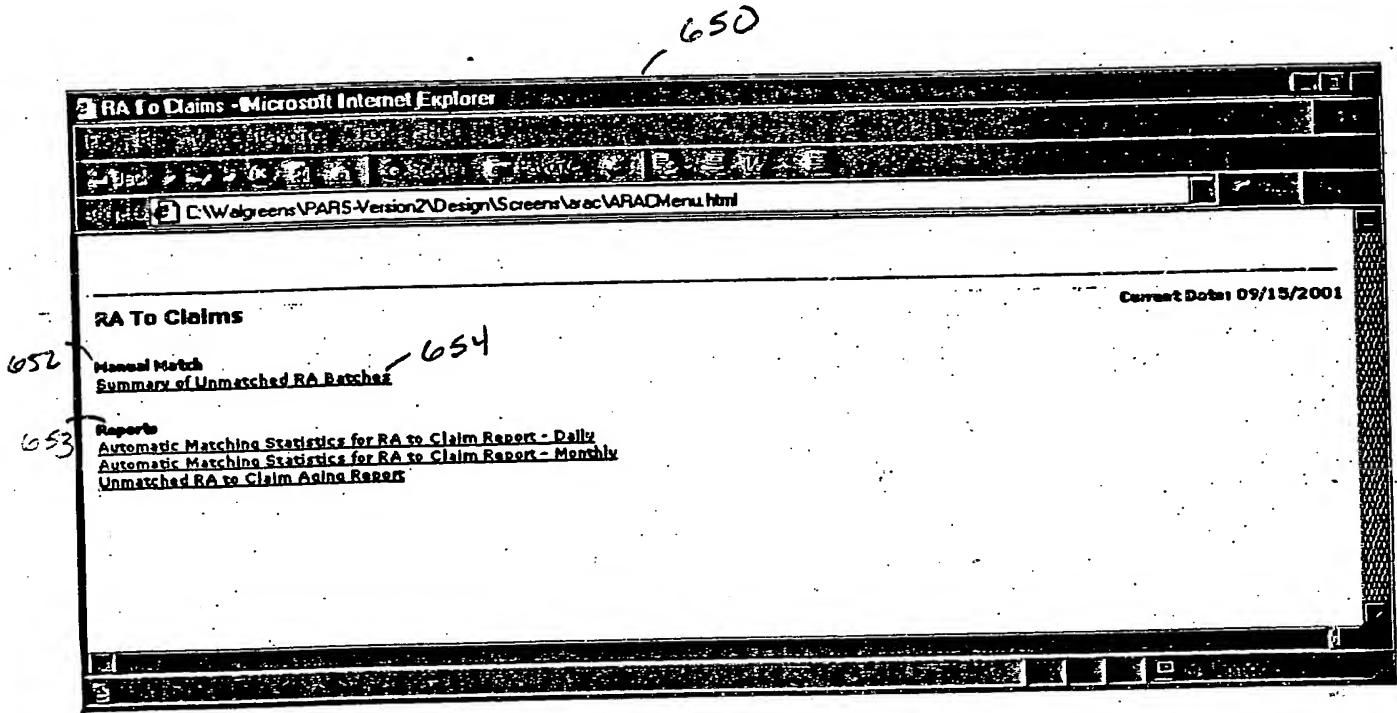 650
RA To Claims - Microsoft Internet Explorer
C:\Walgreens\PARS-Version2\Design\Screens\arac\ARACMenu.html
Current Date: 09/15/2001
RA To Claims
652
Manual Match
654
Summary of Unmatched RA Batches
653
Reports
Automatic Matching Statistics for RA to Claim Report - Daily
Automatic Matching Statistics for RA to Claim Report - Monthly
Unmatched RA to Claim Aging Report